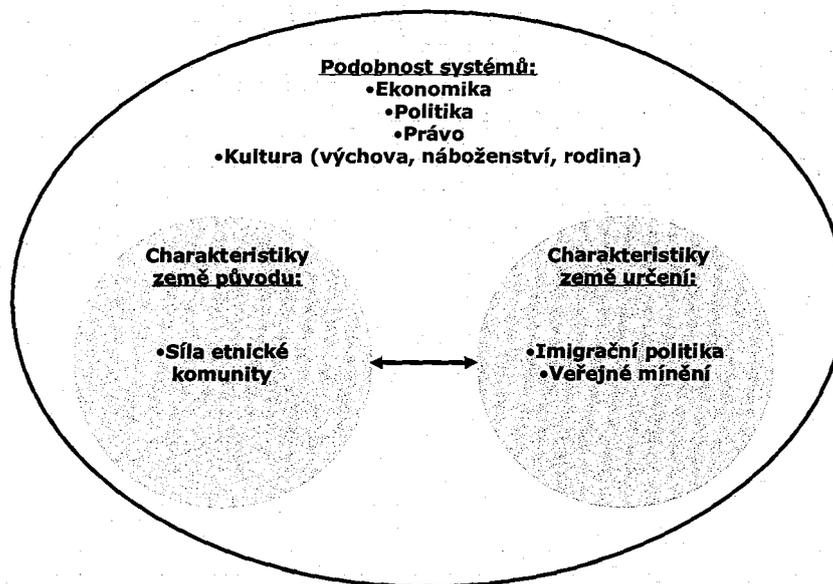 Podobnost systémů:
•Ekonomika
•Politika
•Právo
•Kultura (výchova, náboženství, rodina)
Charakteristiky
země původu:
•Síla etnické
komunity
Charakteristiky
země určení:
•Imigrační politika
•Veřejné mínění